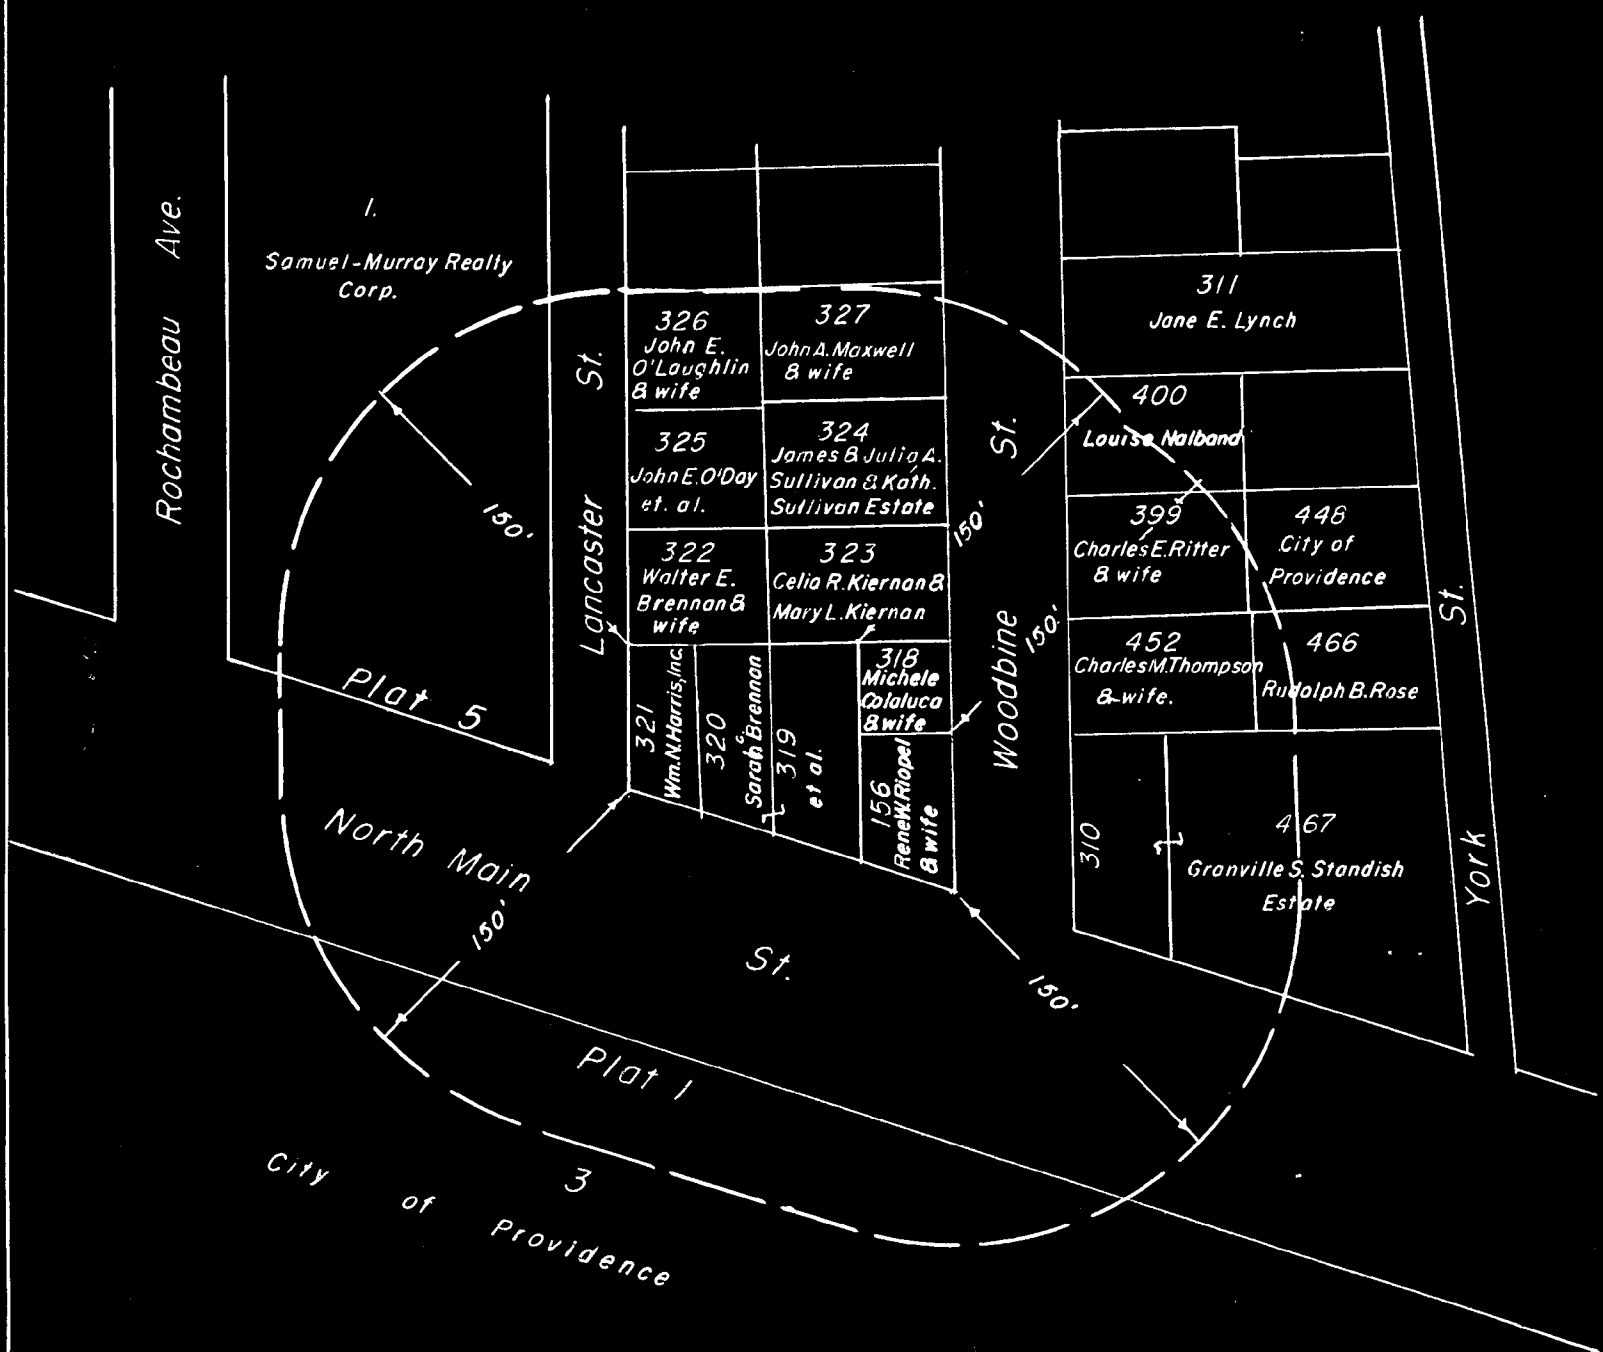 Rochambeau Ave.
1.
Samuel-Murray Realty
Corp.
150'
Plat 5
Lancaster St.
326
John E.
O'Laughlin
& wife
327
John A. Maxwell
& wife
325
John E. O'Day
et. al.
324
James & Julia A.
Sullivan & Kath.
Sullivan Estate
322
Walter E.
Brennan &
wife
323
Celia R. Kiernan &
Mary L. Kiernan
321
Wm. N. Harris, Inc.
320
Sarah C. Brennan
319
et al.
318
Michele
Colaluca
& wife
156
Rene W. Riopel
& wife
Woodbine St.
150'
150'
311
Jane E. Lynch
400
Louise Nalband
399
Charles E. Ritter
& wife
448
City of
Providence
452
Charles M. Thompson
& wife.
466
Rudolph B. Rose
310
467
Granville S. Standish
Estate
York St.
North Main St.
150'
150'
Plat 1
3
City of Providence